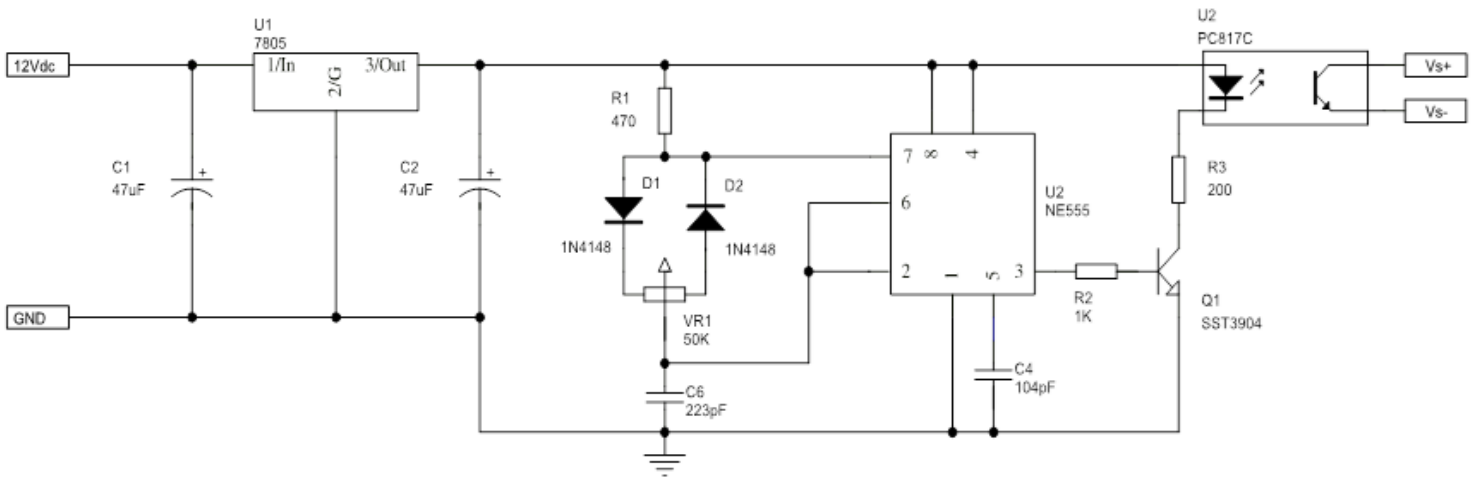 U1
7805
12Vdc
1/In
2/G
3/Out
U2
PC817C
Vs+
Vs-
R1
470
C1
47uF
+
C2
47uF
+
D1
D2
1N4148
1N4148
7
8
4
6
2
1
5
3
U2
NE555
R3
200
R2
1K
Q1
SST3904
GND
VR1
50K
C6
223pF
C4
104pF